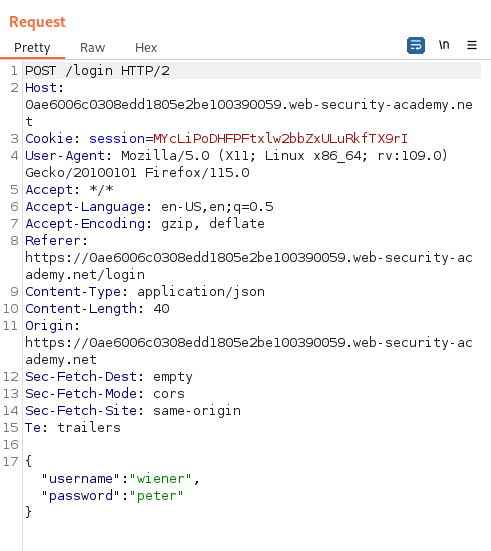 Request
Pretty Raw Hex \n
1 POST /login HTTP/2
2 Host:
0ae6006c0308edd1805e2be100390059.web-security-academy.ne
t
3 Cookie: session=MYcLiPoDHFPFtxlw2bbZxULuRkfTX9rI
4 User-Agent: Mozilla/5.0 (X11; Linux x86_64; rv:109.0)
Gecko/20100101 Firefox/115.0
5 Accept: */*
6 Accept-Language: en-US,en;q=0.5
7 Accept-Encoding: gzip, deflate
8 Referer:
https://0ae6006c0308edd1805e2be100390059.web-security-ac
ademy.net/login
9 Content-Type: application/json
10 Content-Length: 40
11 Origin:
https://0ae6006c0308edd1805e2be100390059.web-security-ac
ademy.net
12 Sec-Fetch-Dest: empty
13 Sec-Fetch-Mode: cors
14 Sec-Fetch-Site: same-origin
15 Te: trailers
16
17 {
"username":"wiener",
"password":"peter"
}